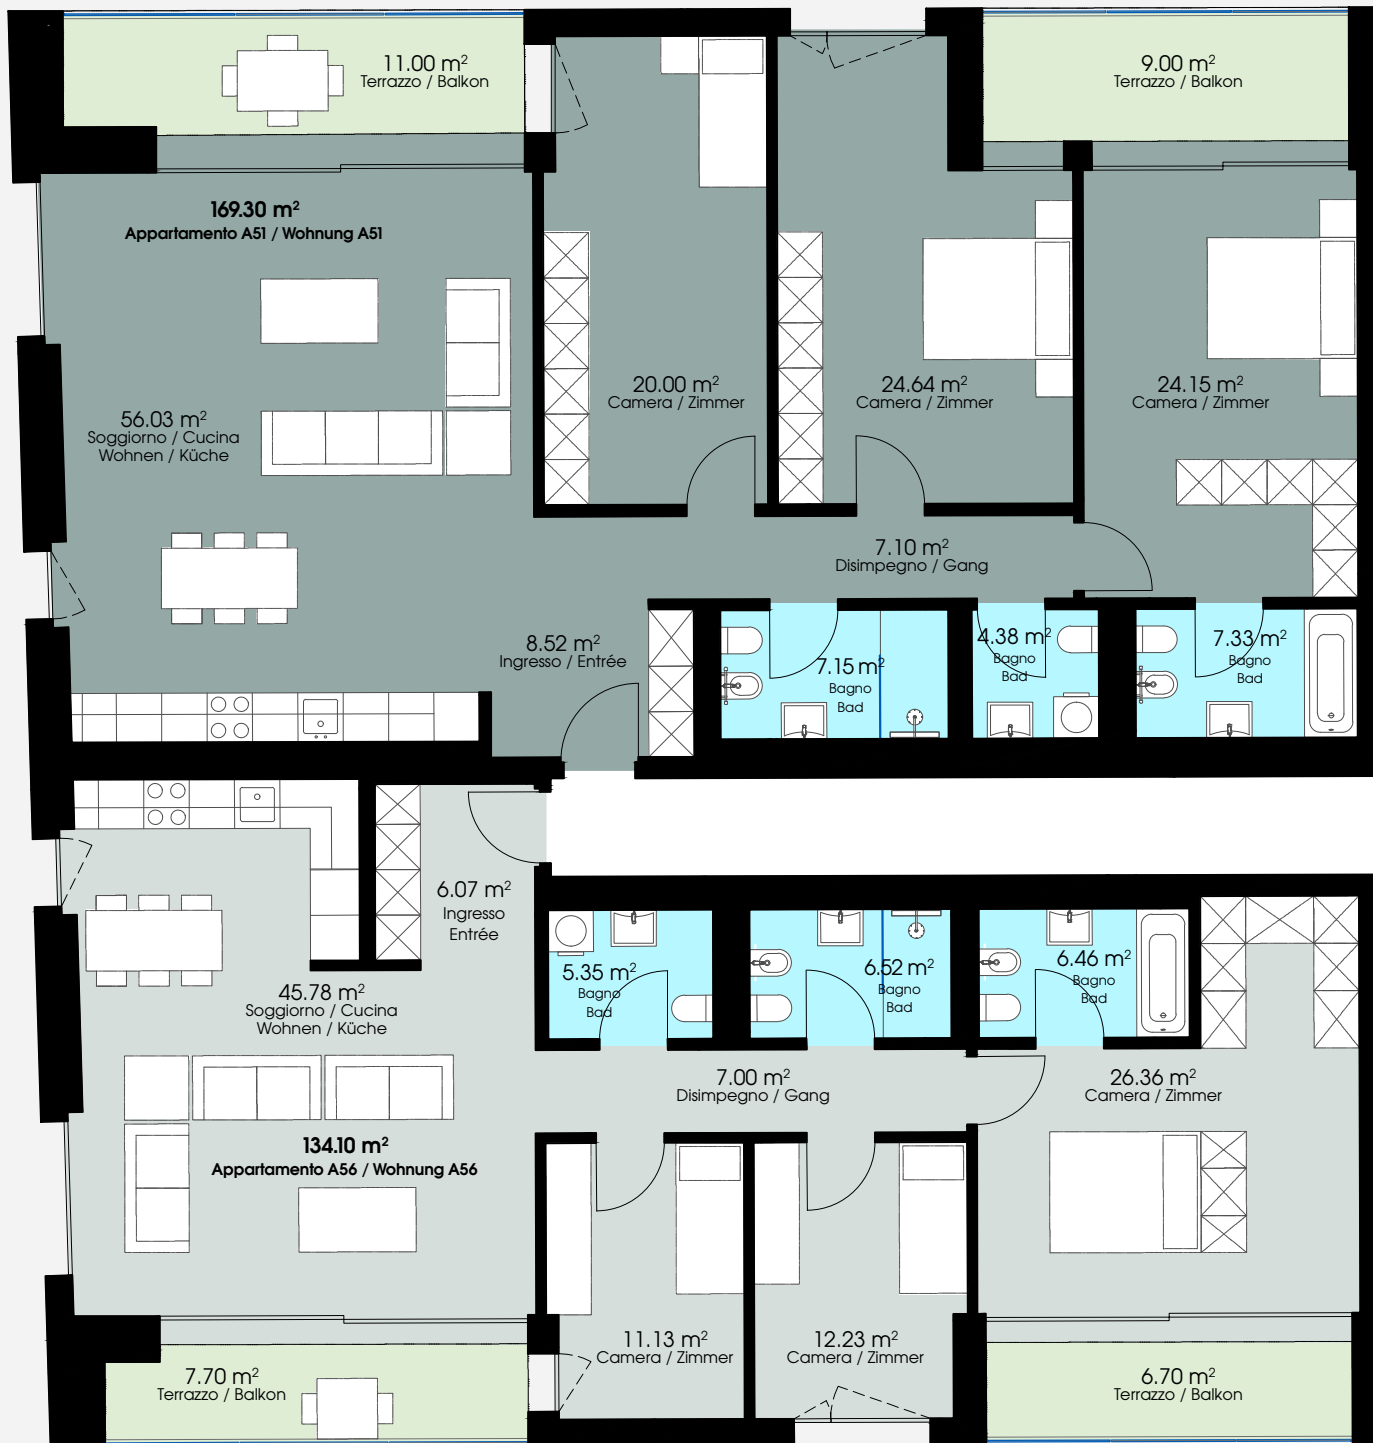 11.00 m²
Terrazzo / Balkon
9.00 m²
Terrazzo / Balkon
169.30 m²
Appartamento A51 / Wohnung A51
56.03 m²
Soggiorno / Cucina
Wohnen / Küche
20.00 m²
Camera / Zimmer
24.64 m²
Camera / Zimmer
24.15 m²
Camera / Zimmer
7.10 m²
Disimpegno / Gang
8.52 m²
Ingresso / Entrée
7.15 m²
Bagno
Bad
4.38 m²
Bagno
Bad
7.33 m²
Bagno
Bad
6.07 m²
Ingresso
Entrée
45.78 m²
Soggiorno / Cucina
Wohnen / Küche
5.35 m²
Bagno
Bad
6.52 m²
Bagno
Bad
6.46 m²
Bagno
Bad
7.00 m²
Disimpegno / Gang
26.36 m²
Camera / Zimmer
134.10 m²
Appartamento A56 / Wohnung A56
11.13 m²
Camera / Zimmer
12.23 m²
Camera / Zimmer
7.70 m²
Terrazzo / Balkon
6.70 m²
Terrazzo / Balkon